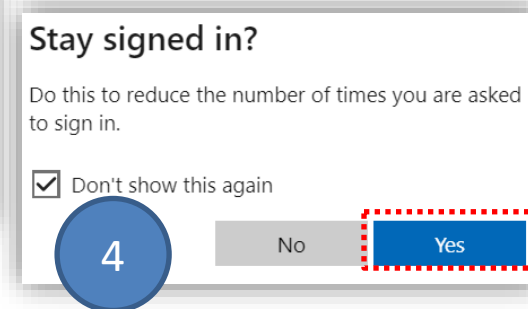 Stay signed in?
Do this to reduce the number of times you are asked
to sign in.
Don't show this again
4
No
Yes